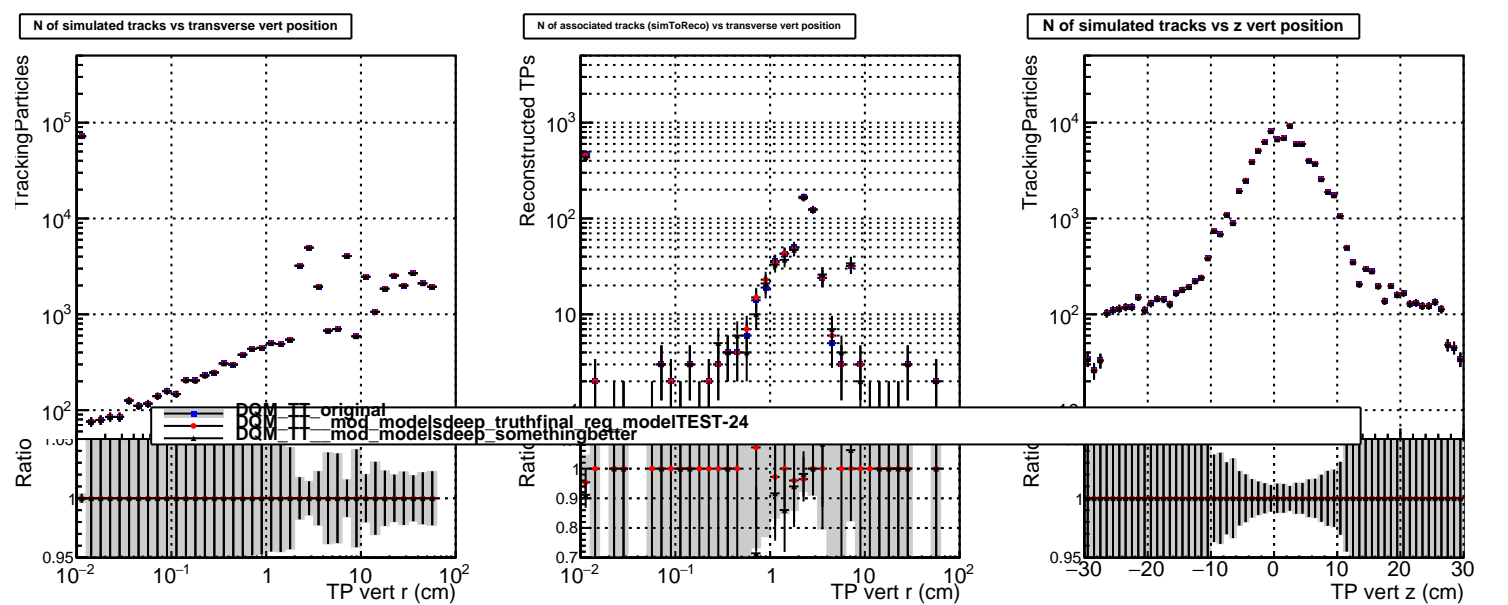 N of simulated tracks vs transverse vert position
N of associated tracks (simToReco) vs transverse vert position
N of simulated tracks vs z vert position
TrackingParticles
10^5
10^4
10^3
10^2
Reconstructed TPs
10^3
10^2
10
TrackingParticles
10^4
10^3
10^2
DQM_TT__original
DQM_TT__mod_modelsdeep_truthfinal_reg_modelTEST-24
DQM_TT__mod_modelsdeep_somethingbetter
Ratio
1.05
1
0.95
10^−2 10^−1 1 10 10^2
TP vert r (cm)
Ratio
1
0.9
0.8
0.7
10^−2 10^−1 1 10 10^2
TP vert r (cm)
Ratio
1
0.95
−30 −20 −10 0 10 20 30
TP vert z (cm)